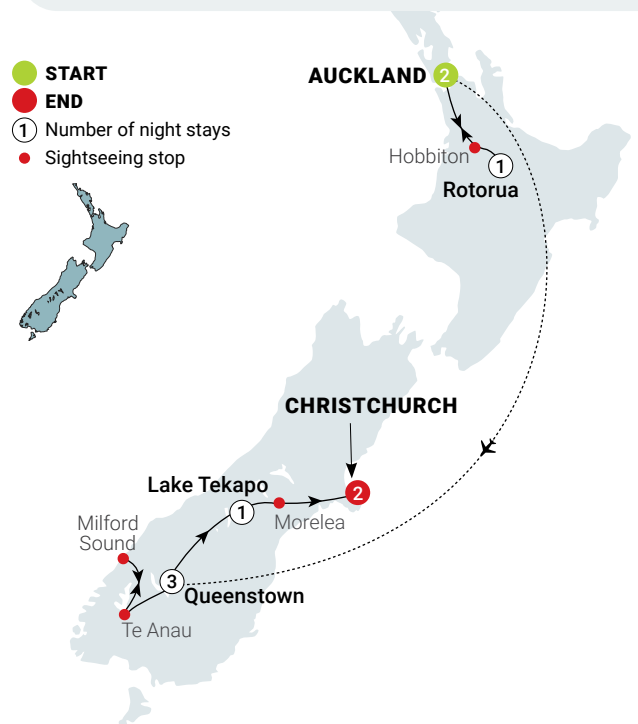 START
END
1 Number of night stays
Sightseeing stop
AUCKLAND 2
Hobbiton
1
Rotorua
CHRISTCHURCH
2
Lake Tekapo
1
Morelea
Milford
Sound
3
Queenstown
Te Anau